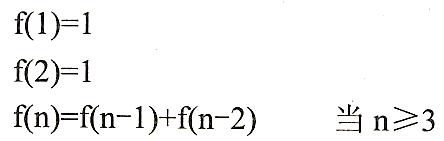 f(1)=1
f(2)=1
f(n)=f(n-1)+f(n-2) 当 n≥3